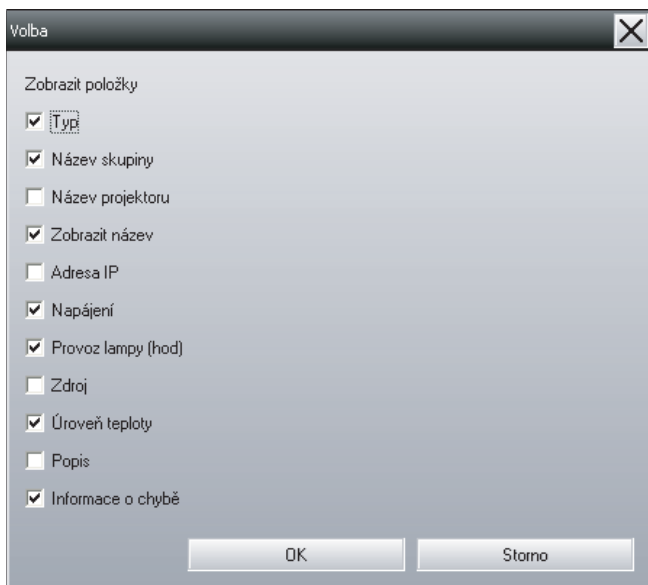 Volba
Zobrazit položky
Typ
Název skupiny
Název projektoru
Zobrazit název
Adresa IP
Napájení
Provoz lampy (hod)
Zdroj
Úroveň teploty
Popis
Informace o chybě
OK Storno